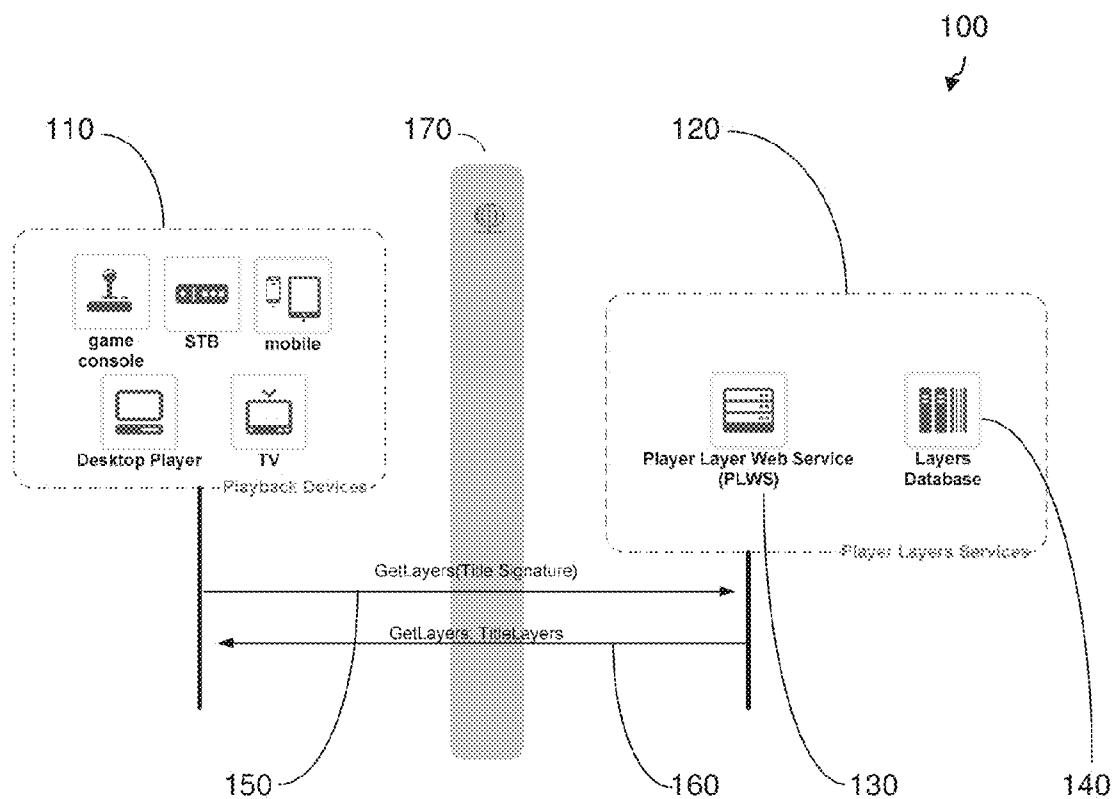 100
110
170
120
game
console
STB
mobile
Desktop Player
TV
Playback Devices
Player Layer Web Service
(PLWS)
Layers
Database
Player Layers Services
GetLayers(Title Signature)
GetLayers: TitleLayers
150
160
130
140